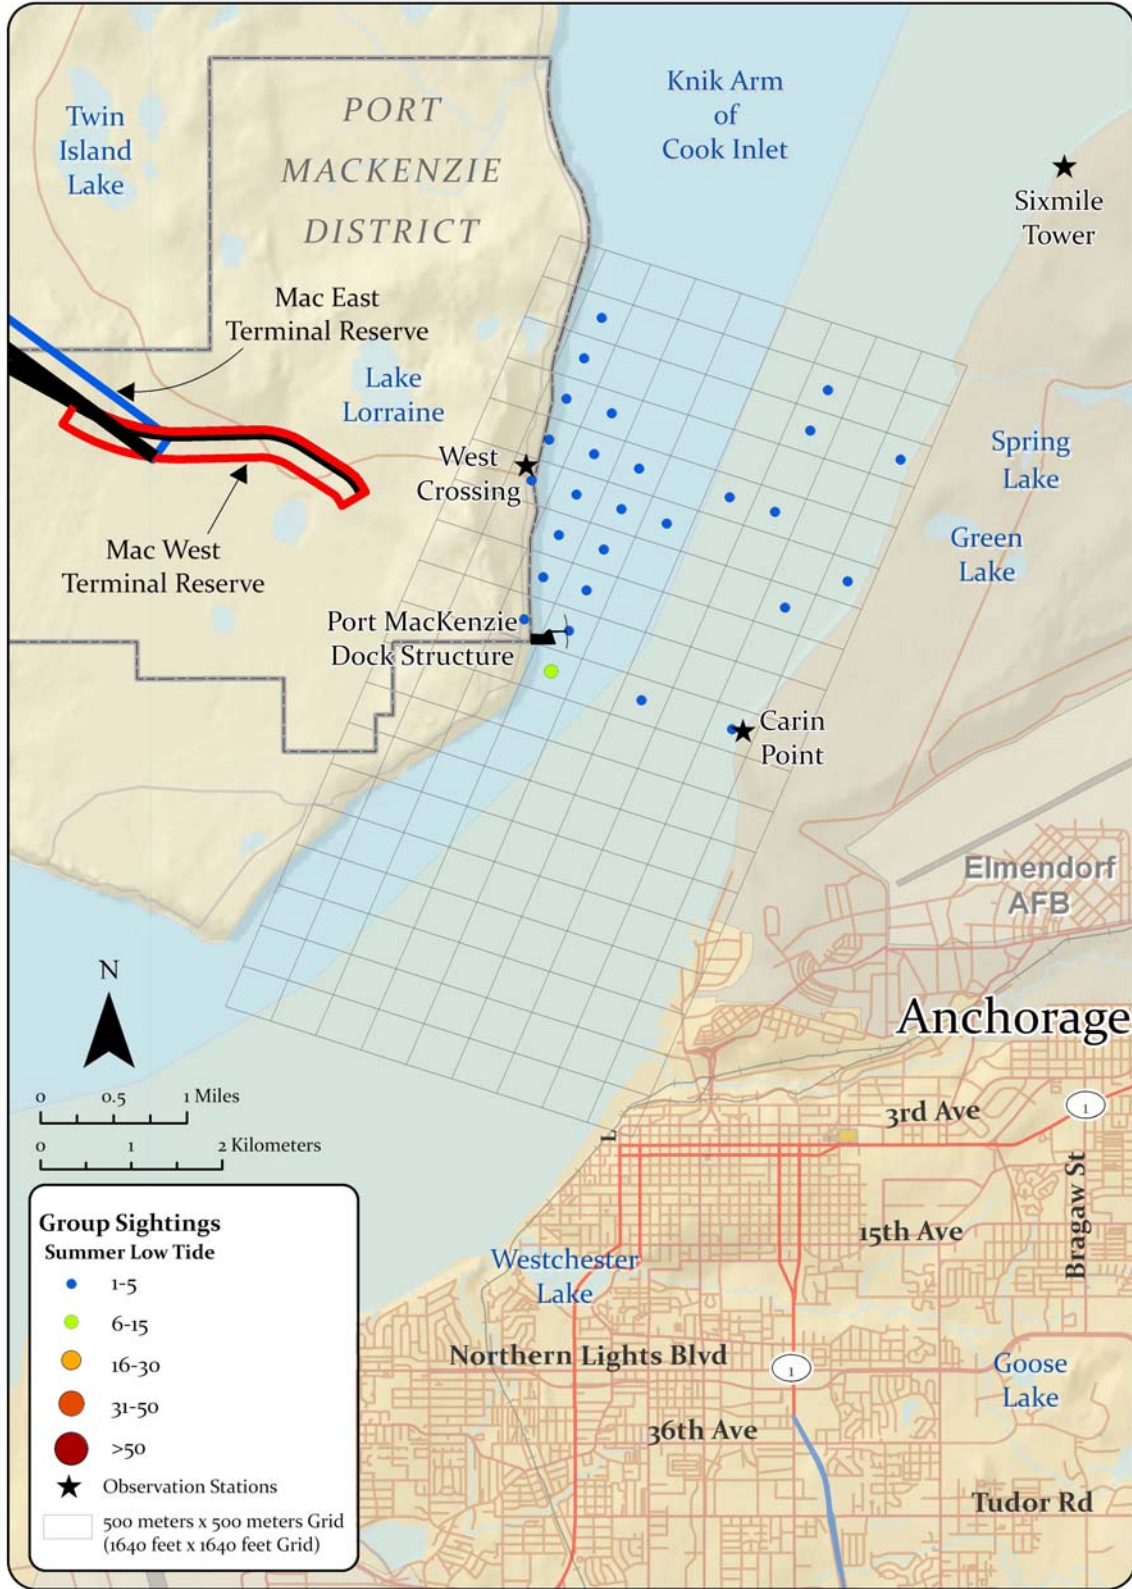 Knik Arm
of
Cook Inlet
Twin
Island
Lake
PORT
MACKENZIE
DISTRICT
Sixmile
Tower
Mac East
Terminal Reserve
Lake
Lorraine
West
Crossing
Spring
Lake
Green
Lake
Mac West
Terminal Reserve
Port MacKenzie
Dock Structure
Carin
Point
Elmendorf
AFB
N
Anchorage
0 0.5 1 Miles
0 1 2 Kilometers
3rd Ave
1
L
Bragaw St
15th Ave
Westchester
Lake
Northern Lights Blvd
1
Goose
Lake
36th Ave
Tudor Rd
Group Sightings
Summer Low Tide
1-5
6-15
16-30
31-50
>50
Observation Stations
500 meters x 500 meters Grid
(1640 feet x 1640 feet Grid)